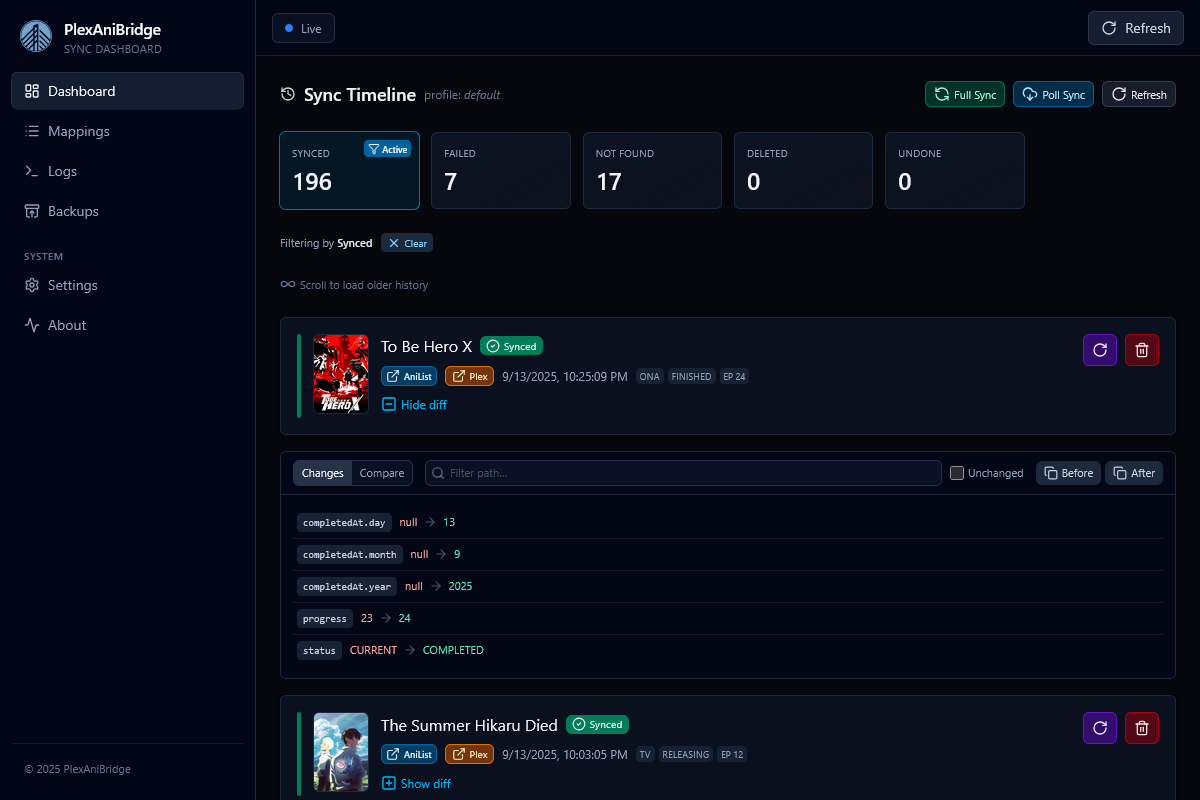 PlexAniBridge
SYNC DASHBOARD
Dashboard
Mappings
Logs
Backups
SYSTEM
Settings
About
© 2025 PlexAniBridge
Live
Refresh
Sync Timeline profile: default
Full Sync Poll Sync Refresh
SYNCED Active
196
FAILED
7
NOT FOUND
17
DELETED
0
UNDONE
0
Filtering by Synced Clear
Scroll to load older history
TO BE HERO X
To Be Hero X Synced
AniList Plex 9/13/2025, 10:25:09 PM ONA FINISHED EP 24
Hide diff
Changes Compare Filter path... Unchanged Before After
completedAt.day null → 13
completedAt.month null → 9
completedAt.year null → 2025
progress 23 → 24
status CURRENT → COMPLETED
The Summer Hikaru Died Synced
AniList Plex 9/13/2025, 10:03:05 PM TV RELEASING EP 12
Show diff